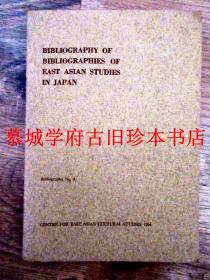 BIBLIOGRAPHY OF
BIBLIOGRAPHIES OF
EAST ASIAN STUDIES
IN JAPAN
慕城学府古旧珍本书店
Bibliography No. 3
CENTRE FOR EAST ASIAN CULTURAL STUDIES 1964